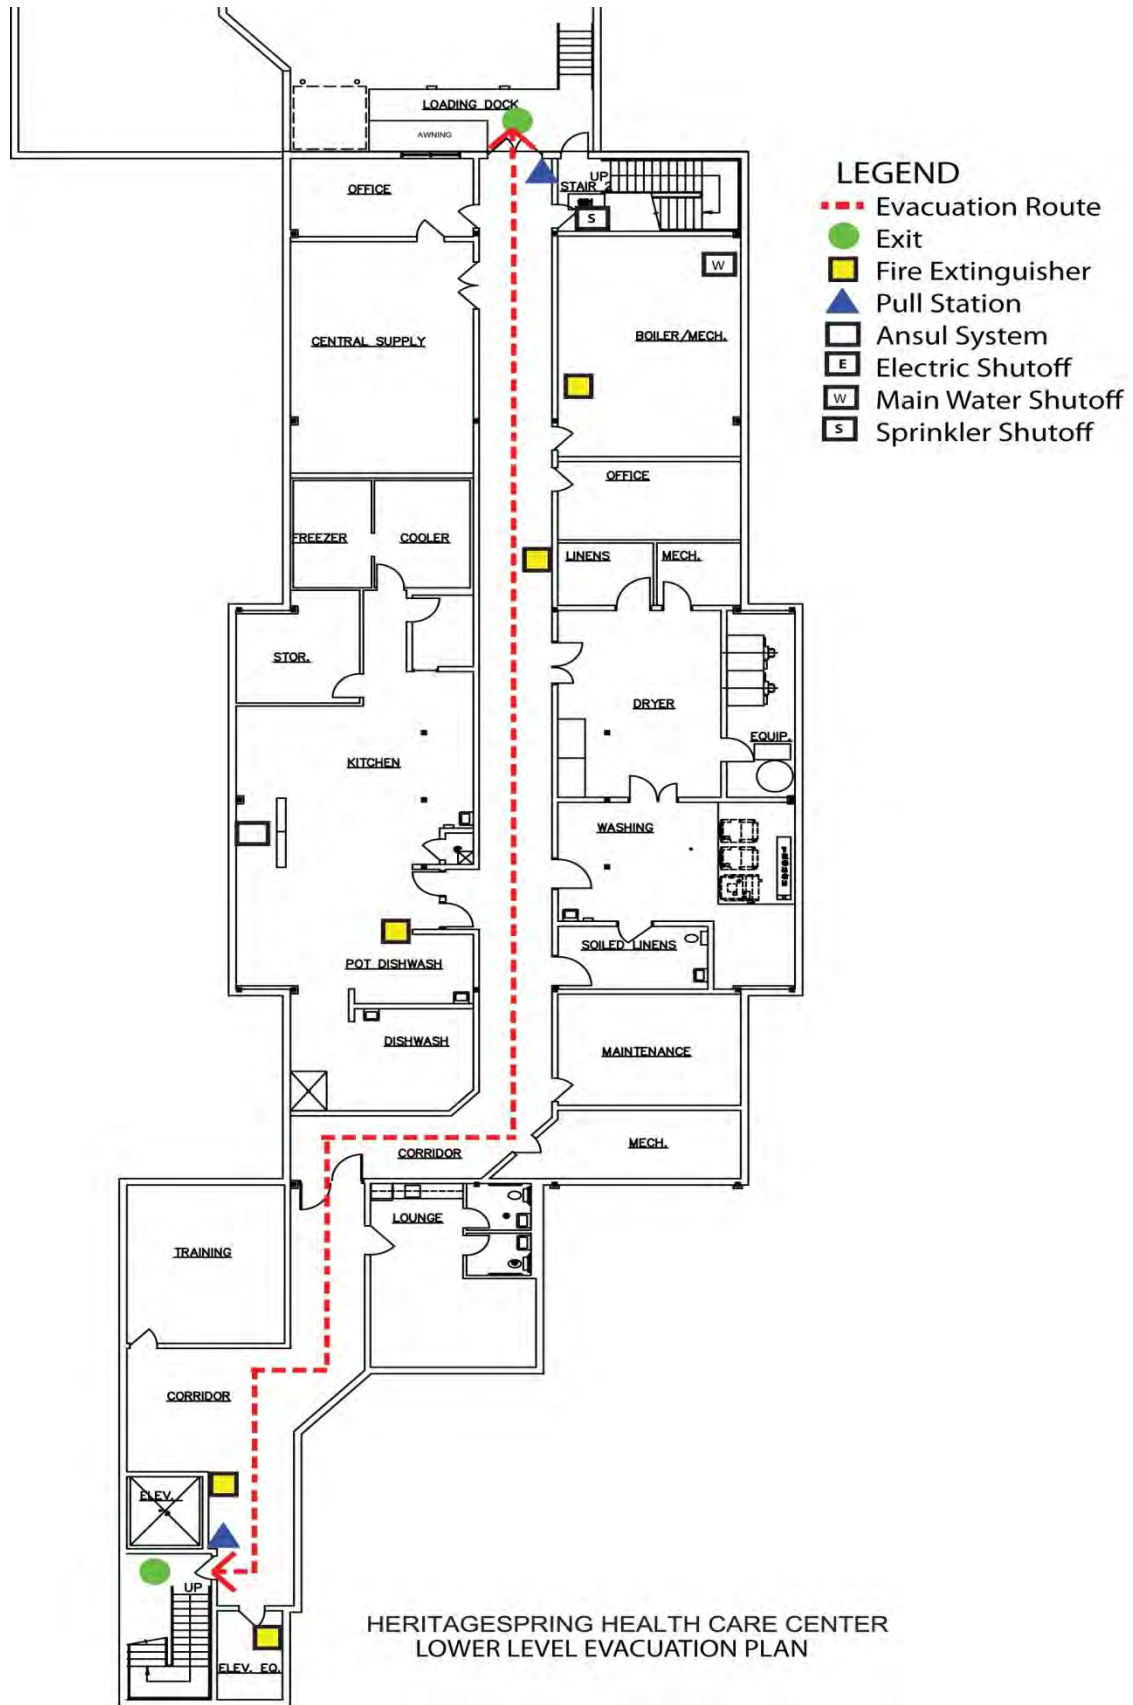 LOADING DOCK
AWNING
OFFICE
UP
STAIR 2
S
W
CENTRAL SUPPLY
BOILER/MECH.
LEGEND
Evacuation Route
Exit
Fire Extinguisher
Pull Station
Ansul System
E Electric Shutoff
W Main Water Shutoff
S Sprinkler Shutoff
OFFICE
FREEZER
COOLER
LINENS
MECH.
STOR.
DRYER
EQUIP.
KITCHEN
WASHING
POT DISHWASH
SOILED LINENS
DISHWASH
MAINTENANCE
CORRIDOR
MECH.
LOUNGE
TRAINING
CORRIDOR
ELEV.
UP
ELEV. EQ.
HERITAGESPRING HEALTH CARE CENTER
LOWER LEVEL EVACUATION PLAN